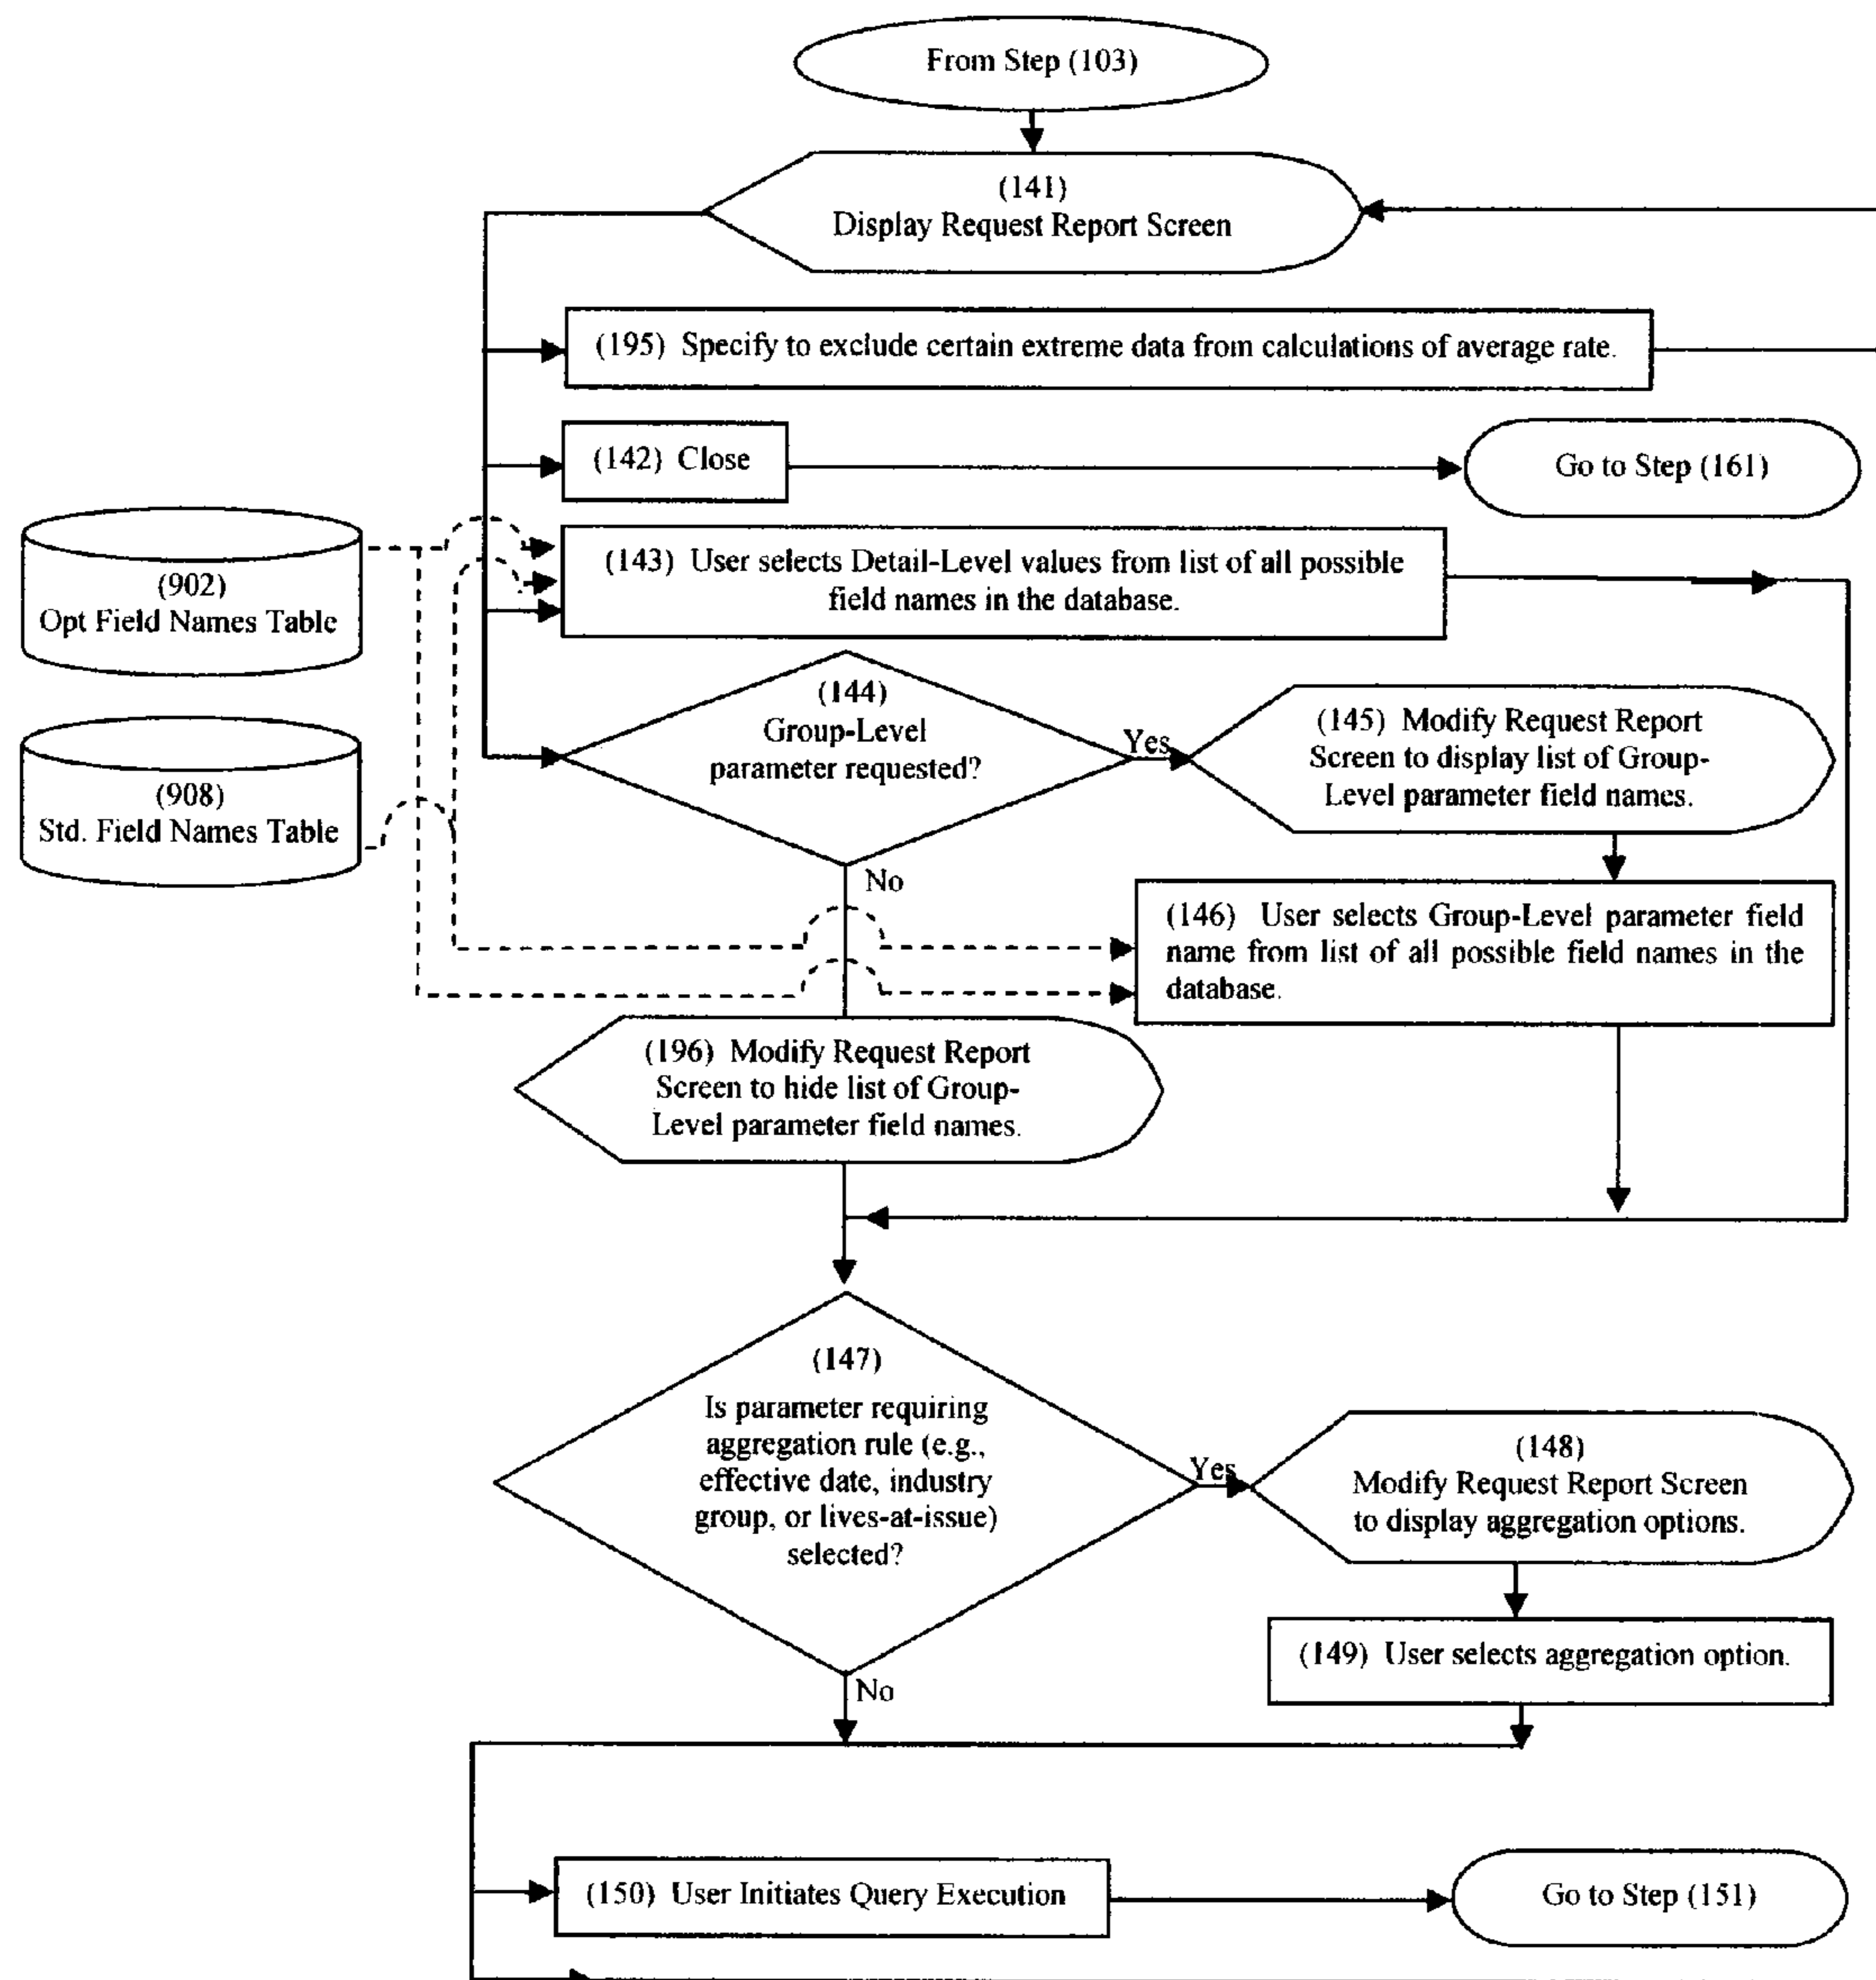 From Step (103)
(141)
Display Request Report Screen
(195) Specify to exclude certain extreme data from calculations of average rate.
(142) Close
Go to Step (161)
(902)
Opt Field Names Table
(143) User selects Detail-Level values from list of all possible
field names in the database.
(144)
Group-Level
parameter requested?
Yes
(145) Modify Request Report
Screen to display list of Group-
Level parameter field names.
(908)
Std. Field Names Table
No
(146) User selects Group-Level parameter field
name from list of all possible field names in the
database.
(196) Modify Request Report
Screen to hide list of Group-
Level parameter field names.
(147)
Is parameter requiring
aggregation rule (e.g.,
effective date, industry
group, or lives-at-issue)
selected?
Yes
(148)
Modify Request Report Screen
to display aggregation options.
(149) User selects aggregation option.
No
(150) User Initiates Query Execution
Go to Step (151)